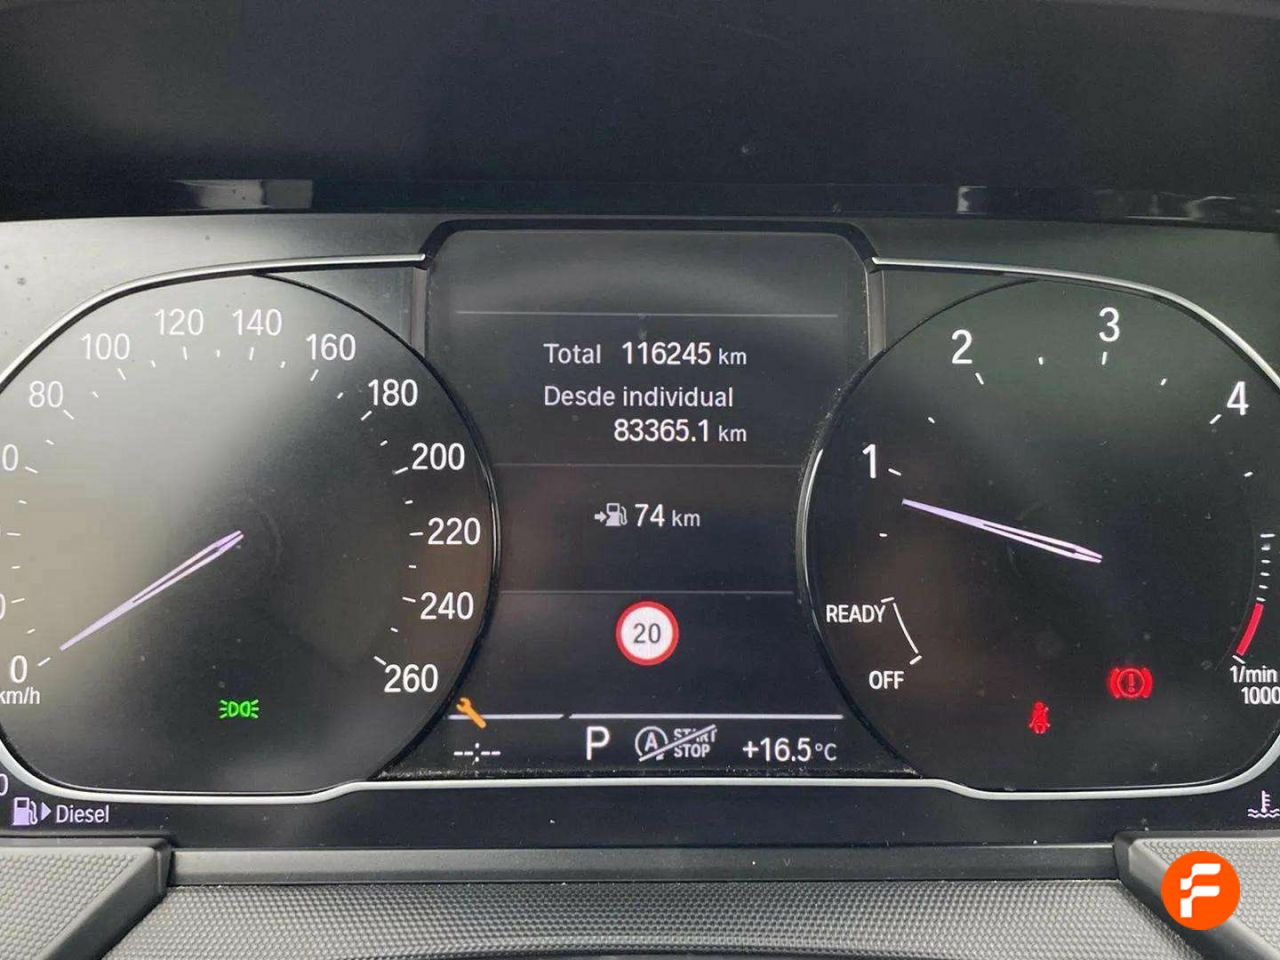 Total 116245 km
Desde individual
83365.1 km
74 km
20
P
START
STOP
+16.5°C
--:--
0
80
100
120
140
160
180
200
220
240
260
km/h
1
2
3
4
READY
OFF
1/min
1000
Diesel